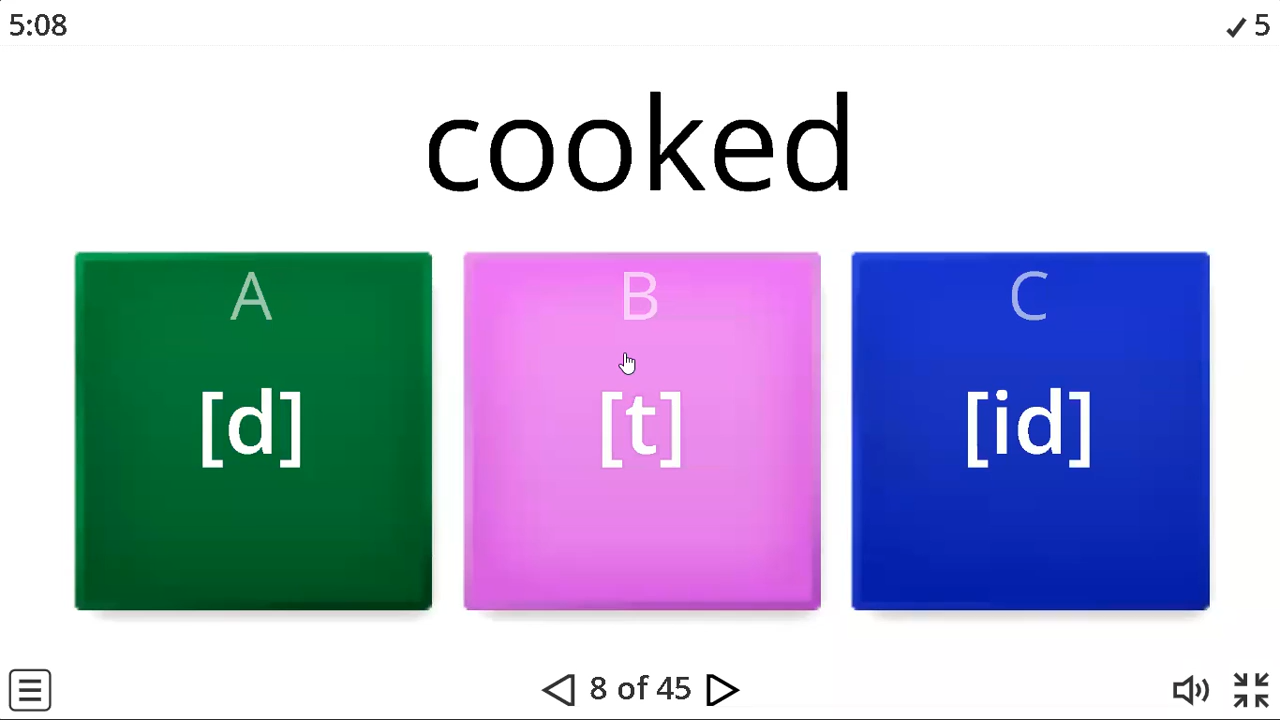 5:08
✓ 5
cooked
A
B
C
[d]
[t]
[id]
8 of 45